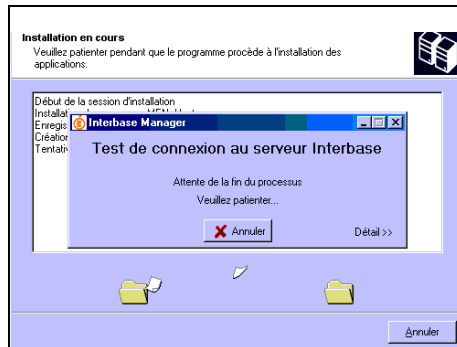 Installation en cours
Veuillez patienter pendant que le programme procède à l'installation des
applications.
Début de la session d'installation
Installat
Enregis
Création
Tentativ
Interbase Manager
Test de connexion au serveur Interbase
Attente de la fin du processus
Veuillez patienter...
Annuler
Détail >>
Annuler